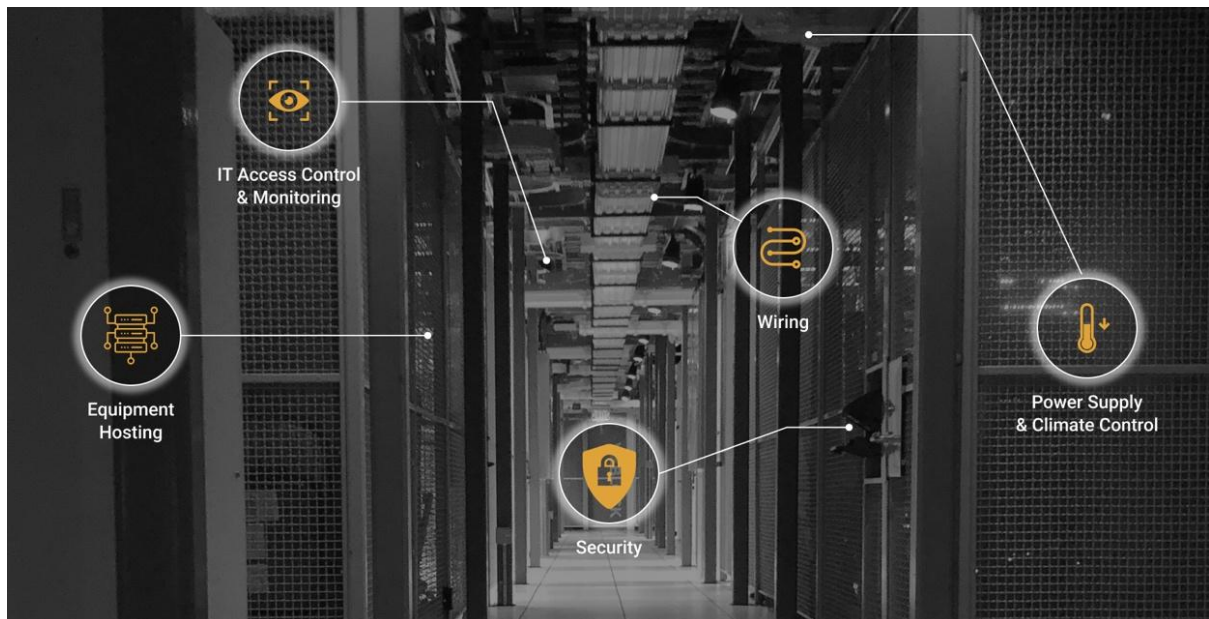 IT Access Control
& Monitoring
Wiring
Equipment
Hosting
Power Supply
& Climate Control
Security